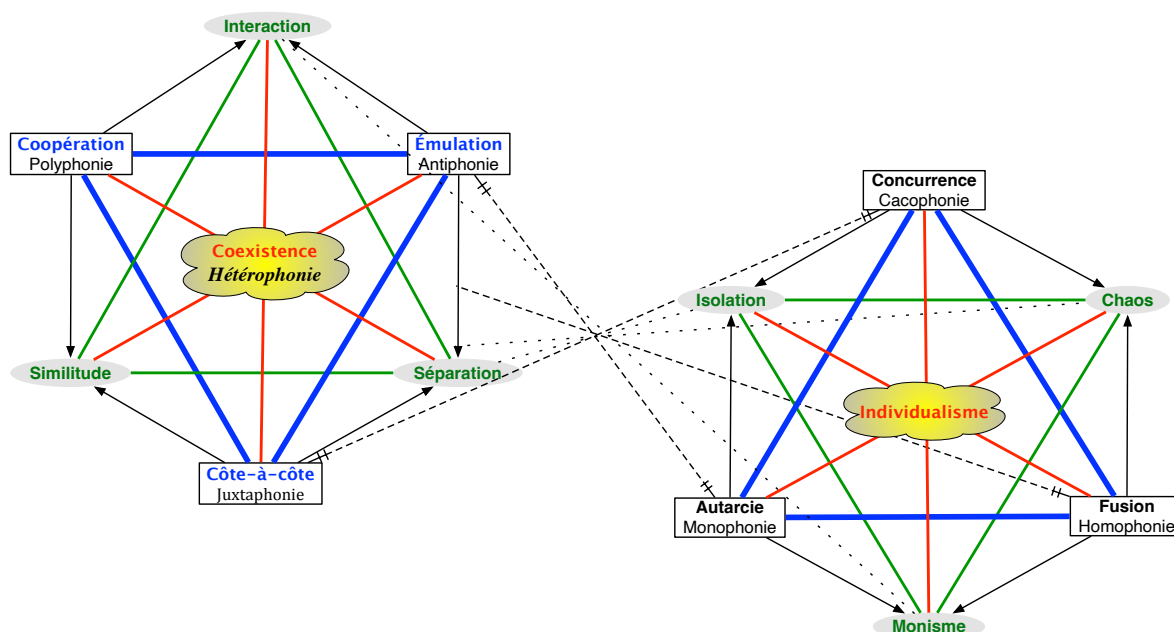 Interaction
Coopération
Polyphonie
Émulation
Antiphonie
Coexistence
Hétérophonie
Similitude
Séparation
Côte-à-côte
Juxtaphonie
Concurrence
Cacophonie
Isolation
Chaos
Individualisme
Autarcie
Monophonie
Fusion
Homophonie
Monisme